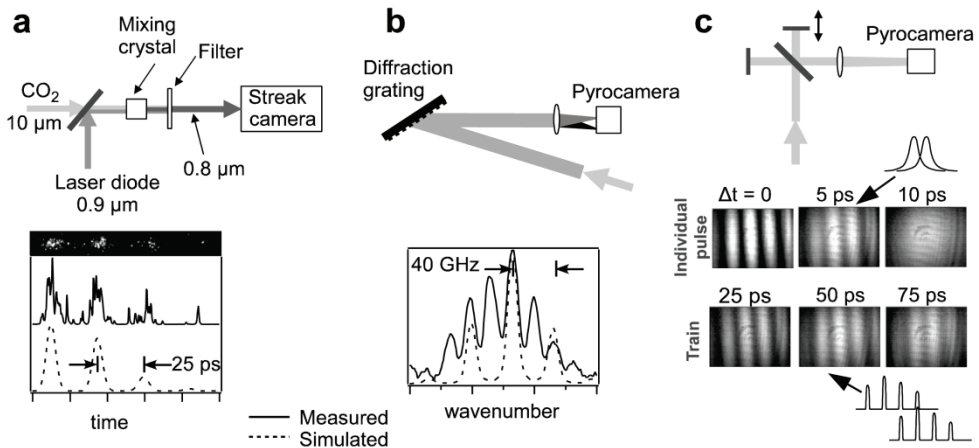 a
Mixing
crystal
Filter
CO2
10 μm
Streak
camera
0.8 μm
Laser diode
0.9 μm
25 ps
time
Measured
Simulated
b
Diffraction
grating
Pyrocamera
40 GHz
wavenumber
c
Pyrocamera
Individual
pulse
Δt = 0
5 ps
10 ps
Train
25 ps
50 ps
75 ps